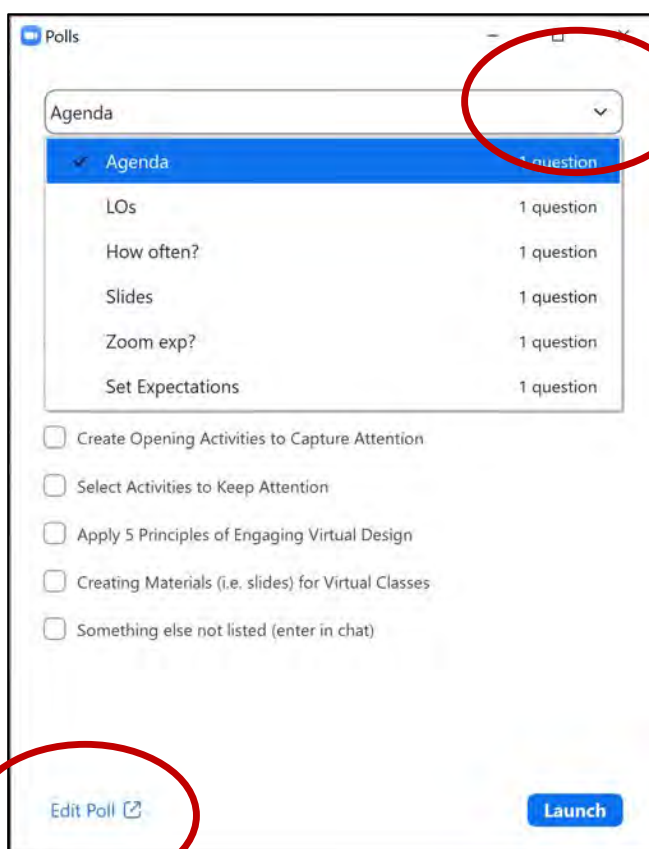 Polls
Agenda
Agenda 1 question
LOs 1 question
How often? 1 question
Slides 1 question
Zoom exp? 1 question
Set Expectations 1 question
Create Opening Activities to Capture Attention
Select Activities to Keep Attention
Apply 5 Principles of Engaging Virtual Design
Creating Materials (i.e. slides) for Virtual Classes
Something else not listed (enter in chat)
Edit Poll Launch